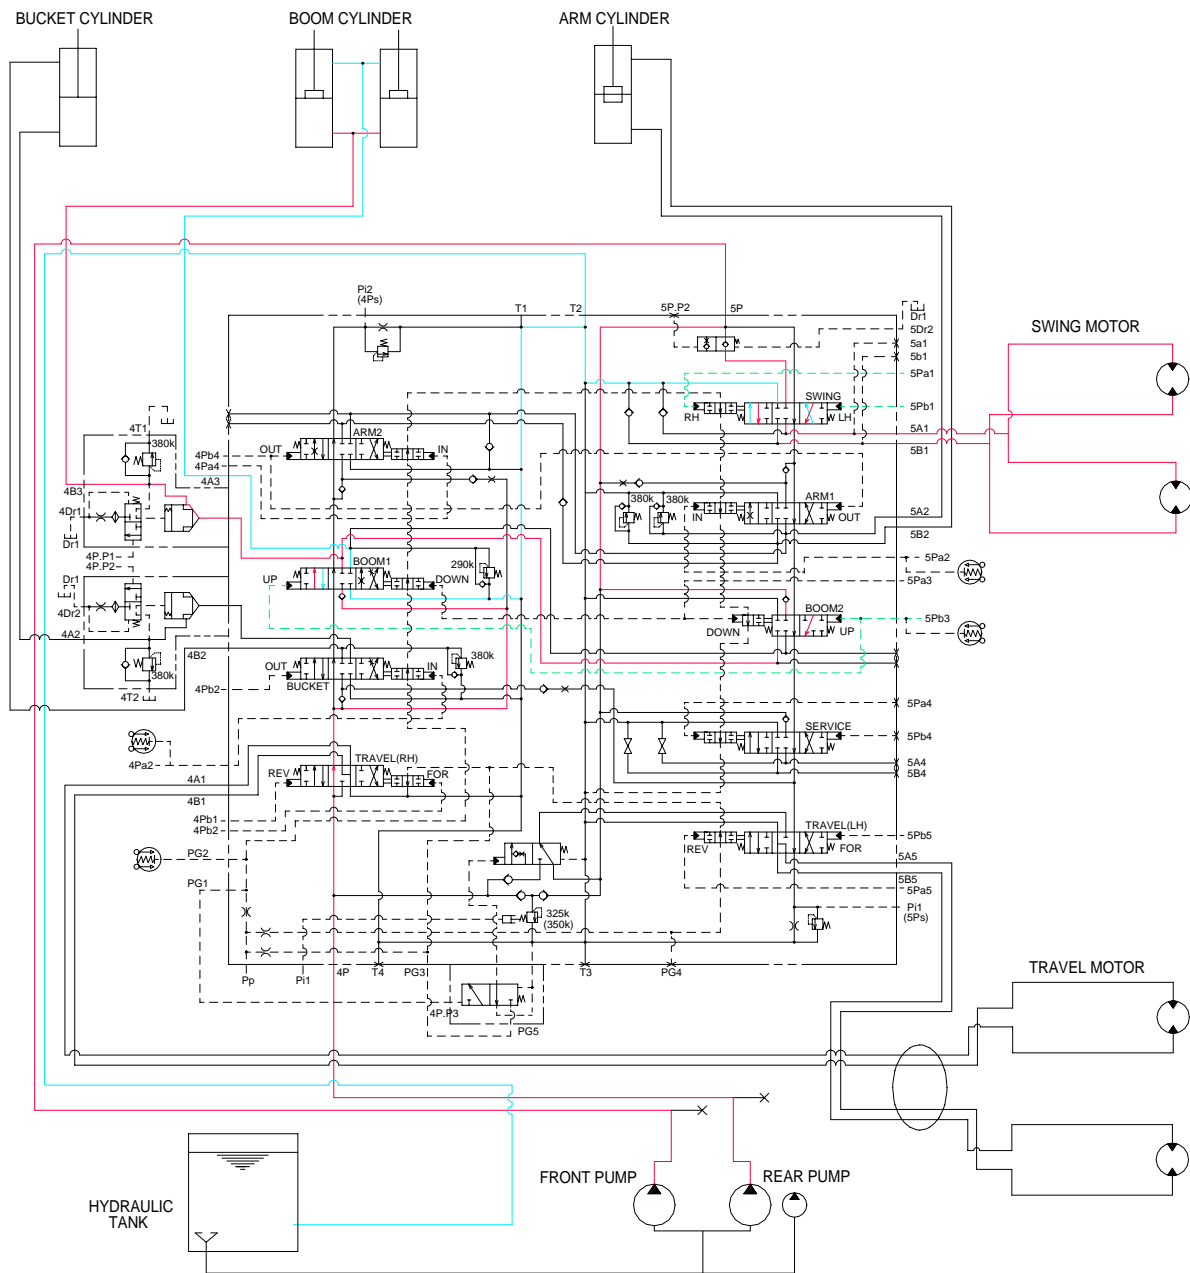 BUCKET CYLINDER
BOOM CYLINDER
ARM CYLINDER
Pi2
(4Ps)
T1
T2
5P.P2
5P
Dr1
5Dr2
5a1
5b1
SWING MOTOR
5Pa1
SWING
5Pb1
RH
LH
4T1
380k
OUT
ARM2
IN
5A1
5B1
4Pb4
4Pa4
4A3
4B3
4Dr1
Dr1
4P.P1
4P.P2
380k
380k
IN
ARM1
OUT
5A2
5B2
5Pa2
5Pa3
290k
UP
BOOM1
DOWN
Dr1
4Dr2
4A2
DOWN
BOOM2
UP
5Pb3
4B2
380k
4T2
4Pb2
OUT
BUCKET
IN
380k
5Pa4
SERVICE
5Pb4
4Pa2
4A1
4B1
REV
TRAVEL(RH)
FOR
5A4
5B4
4Pb1
4Pb2
TRAVEL(LH)
REV
FOR
5Pb5
PG2
PG1
5A5
5B5
5Pa5
325k
(350k)
Pi1
(5Ps)
Pp
Pi1
4P
T4
PG3
T3
PG4
4P.P3
PG5
TRAVEL MOTOR
HYDRAULIC
TANK
FRONT PUMP
REAR PUMP